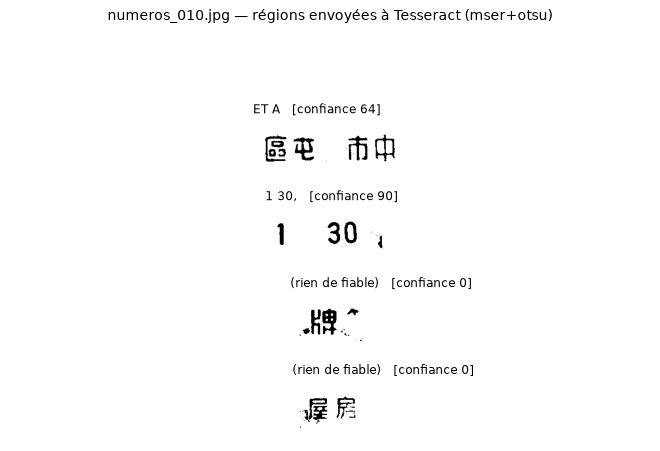 numeros_010.jpg — régions envoyées à Tesseract (mser+otsu)
ET A [confiance 64]
區屯 市中
1 30, [confiance 90]
1 30
(rien de fiable) [confiance 0]
牌
(rien de fiable) [confiance 0]
屋房